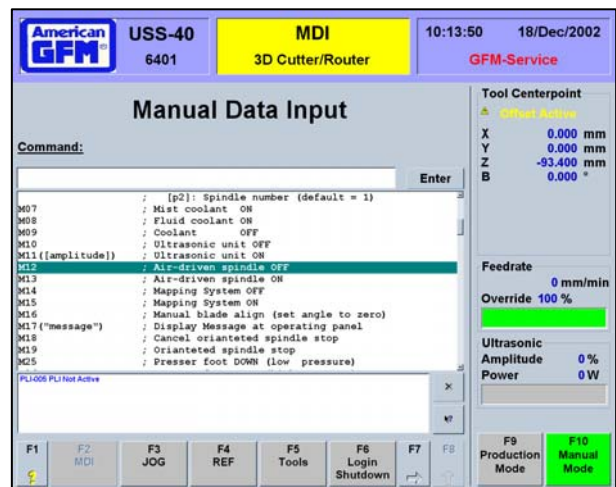 American
GFM®
USS-40
6401
MDI
3D Cutter/Router
10:13:50 18/Dec/2002
GFM-Service
Manual Data Input
Command:
Enter
; [p2]: Spindle number (default = 1)
M07 ; Mist coolant ON
M08 ; Fluid coolant ON
M09 ; Coolant OFF
M10 ; Ultrasonic unit OFF
M11([amplitude]) ; Ultrasonic unit ON
M12 ; Air-driven spindle OFF
M13 ; Air-driven spindle ON
M14 ; Mapping System OFF
M15 ; Mapping System ON
M16 ; Manual blade align (set angle to zero)
M17("message") ; Display Message at operating panel
M18 ; Cancel orianteted spindle stop
M19 ; Orianteted spindle stop
M25 ; Presser foot DOWN (low pressure)
PLI-005 PLI Not Active
Tool Centerpoint
Offset Active
X 0.000 mm
Y 0.000 mm
Z -93.400 mm
B 0.000 °
Feedrate
0 mm/min
Override 100 %
Ultrasonic
Amplitude 0 %
Power 0 W
F1
F2
MDI
F3
JOG
F4
REF
F5
Tools
F6
Login
Shutdown
F7
F8
F9
Production
Mode
F10
Manual
Mode